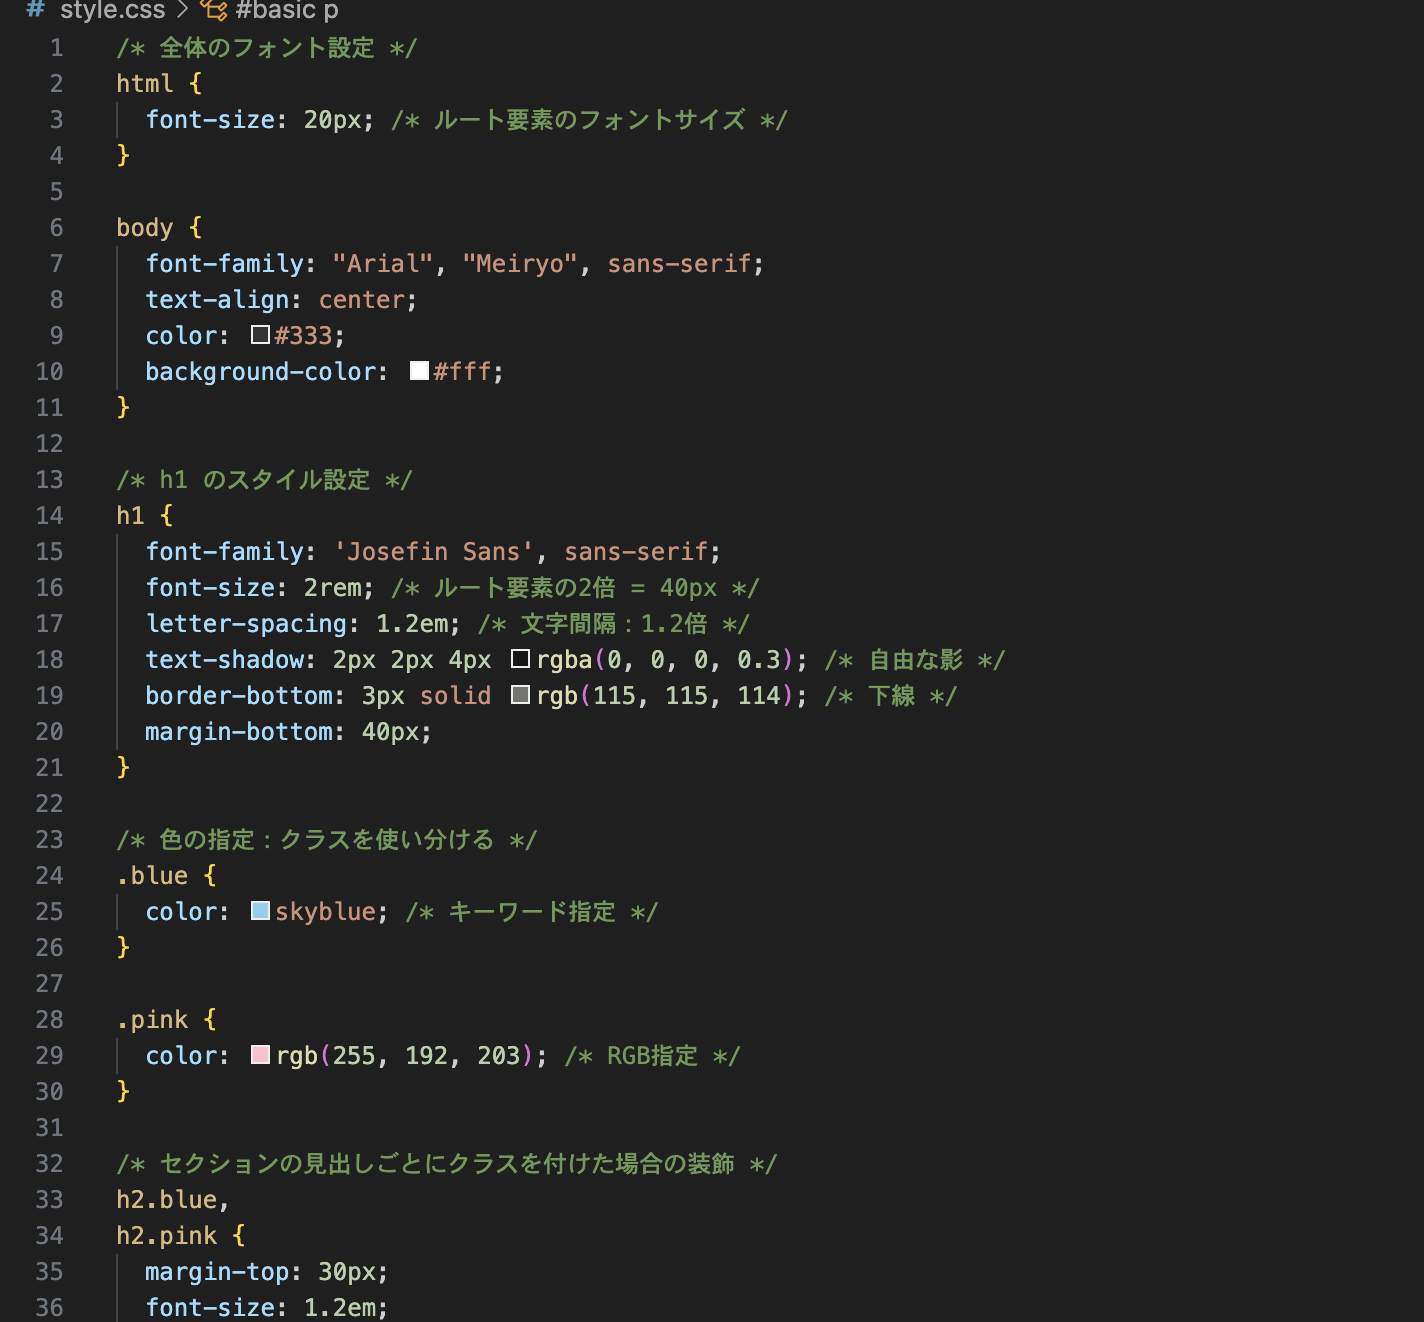 # style.css > #basic p
1 /* 全体のフォント設定 */
2 html {
3   font-size: 20px; /* ルート要素のフォントサイズ */
4 }
5
6 body {
7   font-family: "Arial", "Meiryo", sans-serif;
8   text-align: center;
9   color: #333;
10   background-color: #fff;
11 }
12
13 /* h1 のスタイル設定 */
14 h1 {
15   font-family: 'Josefin Sans', sans-serif;
16   font-size: 2rem; /* ルート要素の2倍 = 40px */
17   letter-spacing: 1.2em; /* 文字間隔：1.2倍 */
18   text-shadow: 2px 2px 4px rgba(0, 0, 0, 0.3); /* 自由な影 */
19   border-bottom: 3px solid rgb(115, 115, 114); /* 下線 */
20   margin-bottom: 40px;
21 }
22
23 /* 色の指定：クラスを使い分ける */
24 .blue {
25   color: skyblue; /* キーワード指定 */
26 }
27
28 .pink {
29   color: rgb(255, 192, 203); /* RGB指定 */
30 }
31
32 /* セクションの見出しごとにクラスを付けた場合の装飾 */
33 h2.blue,
34 h2.pink {
35   margin-top: 30px;
36   font-size: 1.2em;